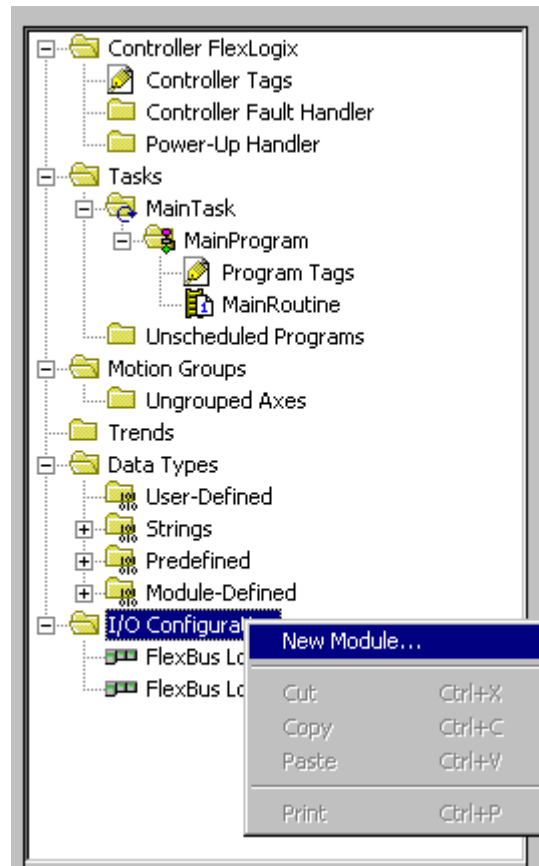 Controller FlexLogix
Controller Tags
Controller Fault Handler
Power-Up Handler
Tasks
MainTask
MainProgram
Program Tags
MainRoutine
Unscheduled Programs
Motion Groups
Ungrouped Axes
Trends
Data Types
User-Defined
Strings
Predefined
Module-Defined
I/O Configurat
New Module...
FlexBus Lo
Cut Ctrl+X
FlexBus Lo
Copy Ctrl+C
Paste Ctrl+V
Print Ctrl+P